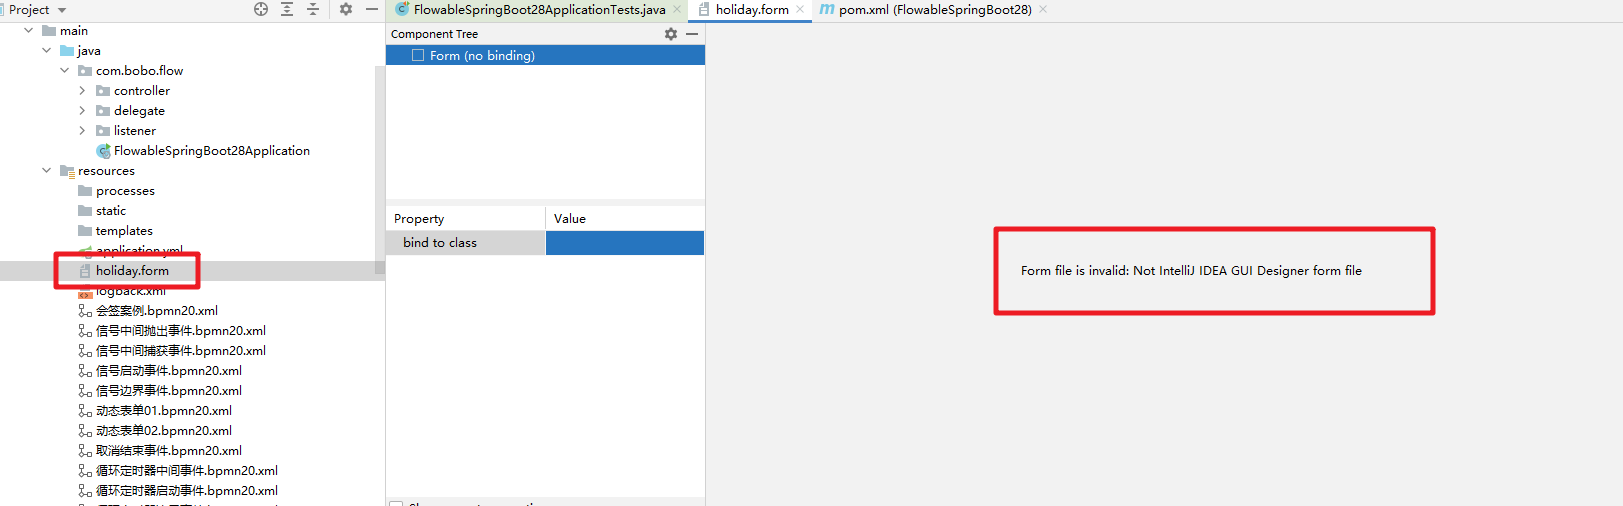 Project
FlowableSpringBoot28ApplicationTests.java
holiday.form
pom.xml (FlowableSpringBoot28)
main
java
com.bobo.flow
controller
delegate
listener
FlowableSpringBoot28Application
resources
processes
static
templates
application.yml
holiday.form
logback.xml
会签案例.bpmn20.xml
信号中间抛出事件.bpmn20.xml
信号中间捕获事件.bpmn20.xml
信号启动事件.bpmn20.xml
信号边界事件.bpmn20.xml
动态表单01.bpmn20.xml
动态表单02.bpmn20.xml
取消结束事件.bpmn20.xml
循环定时器中间事件.bpmn20.xml
循环定时器启动事件.bpmn20.xml
Component Tree
Form (no binding)
Property Value
bind to class
Form file is invalid: Not IntelliJ IDEA GUI Designer form file